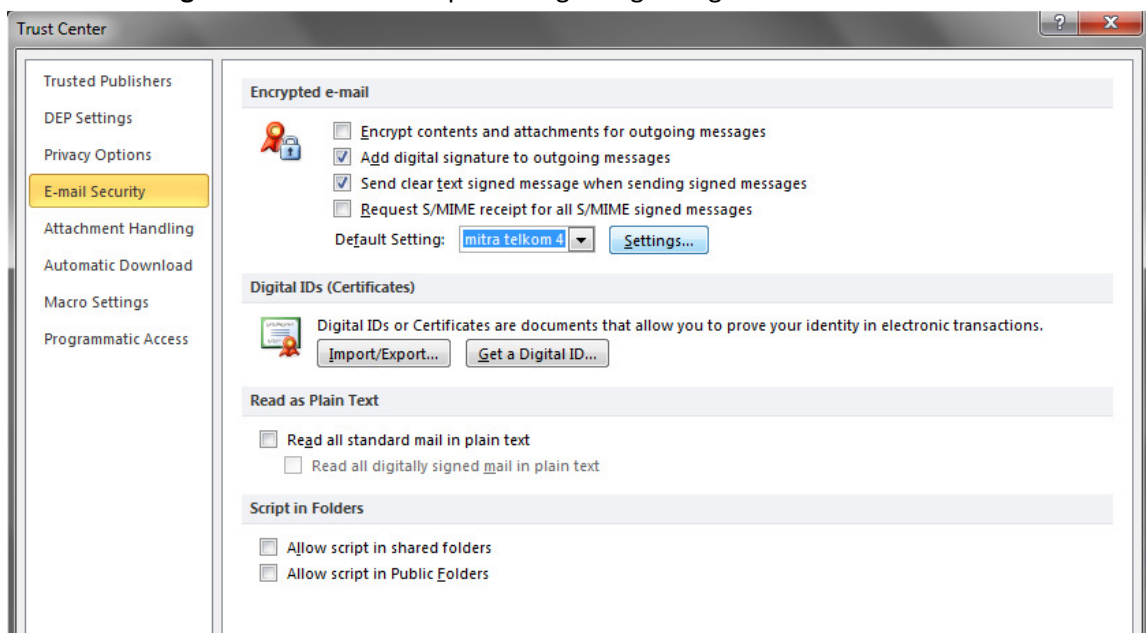 Trust Center
Trusted Publishers
DEP Settings
Privacy Options
E-mail Security
Attachment Handling
Automatic Download
Macro Settings
Programmatic Access
Encrypted e-mail
Encrypt contents and attachments for outgoing messages
Add digital signature to outgoing messages
Send clear text signed message when sending signed messages
Request S/MIME receipt for all S/MIME signed messages
Default Setting: mitra telkom 4 Settings...
Digital IDs (Certificates)
Digital IDs or Certificates are documents that allow you to prove your identity in electronic transactions.
Import/Export... Get a Digital ID...
Read as Plain Text
Read all standard mail in plain text
Read all digitally signed mail in plain text
Script in Folders
Allow script in shared folders
Allow script in Public Folders